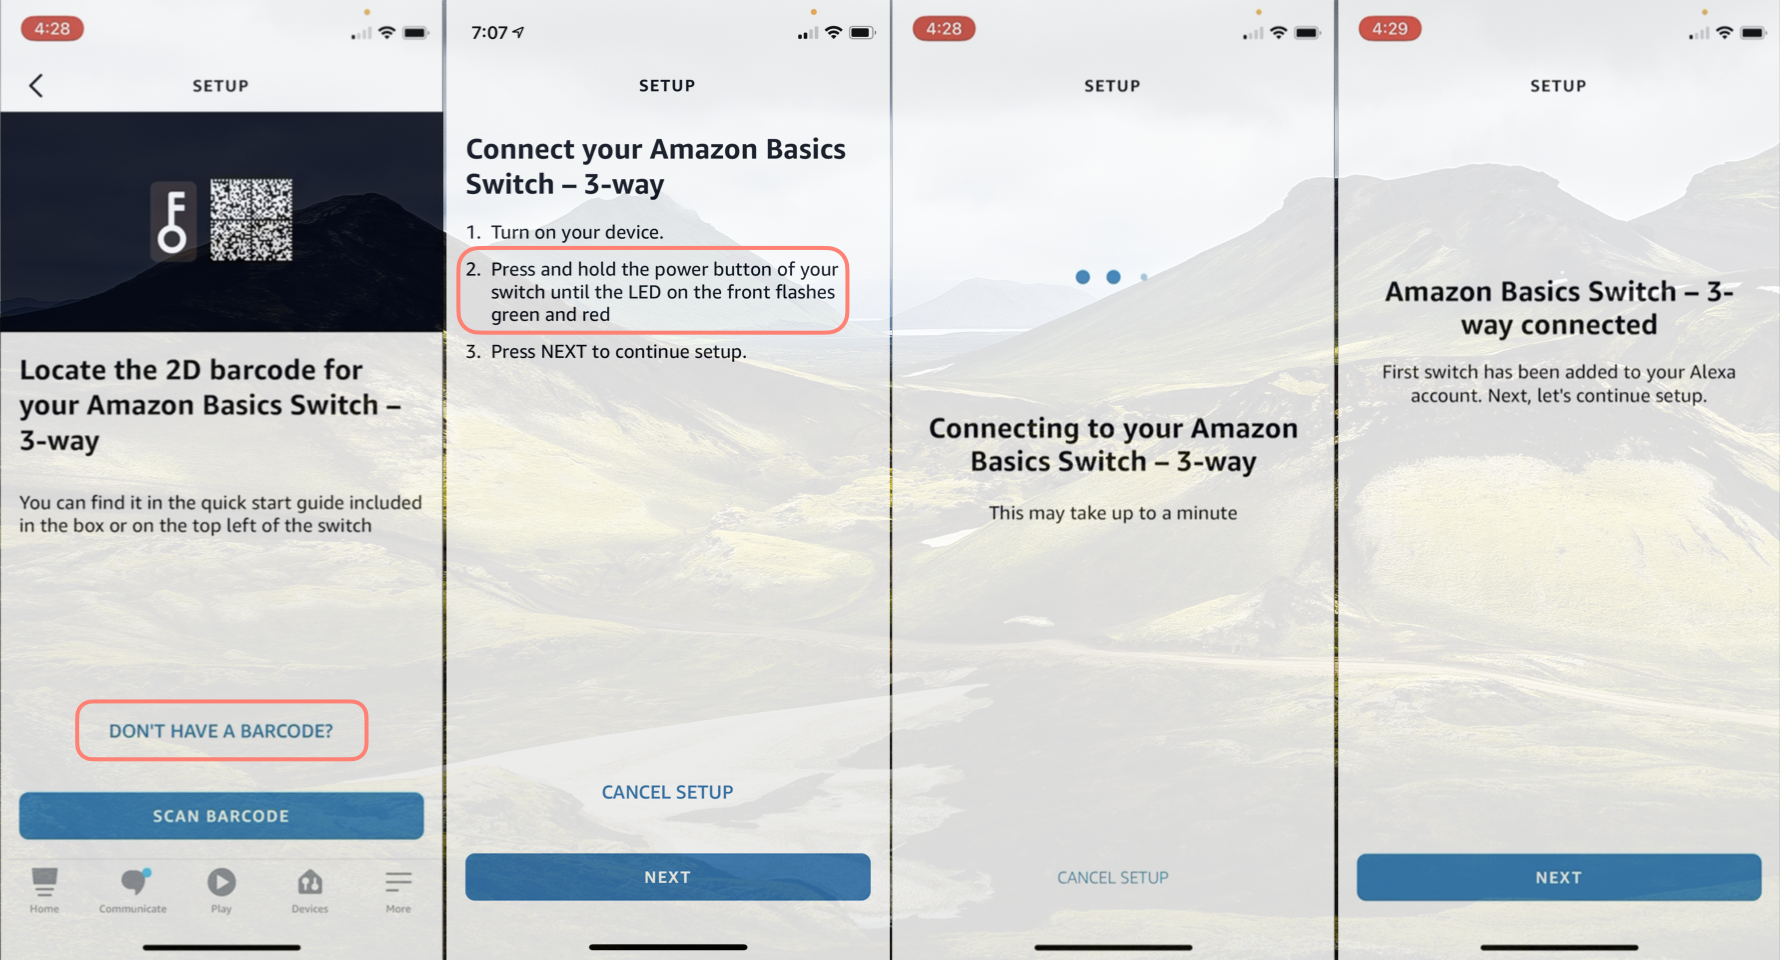 4:28
SETUP
Locate the 2D barcode for
your Amazon Basics Switch –
3-way
You can find it in the quick start guide included
in the box or on the top left of the switch
DON'T HAVE A BARCODE?
SCAN BARCODE
Home
Communicate
Play
Devices
More
7:07
SETUP
Connect your Amazon Basics
Switch – 3-way
1. Turn on your device.
2. Press and hold the power button of your
switch until the LED on the front flashes
green and red
3. Press NEXT to continue setup.
CANCEL SETUP
NEXT
4:28
SETUP
Connecting to your Amazon
Basics Switch – 3-way
This may take up to a minute
CANCEL SETUP
4:29
SETUP
Amazon Basics Switch – 3-
way connected
First switch has been added to your Alexa
account. Next, let's continue setup.
NEXT